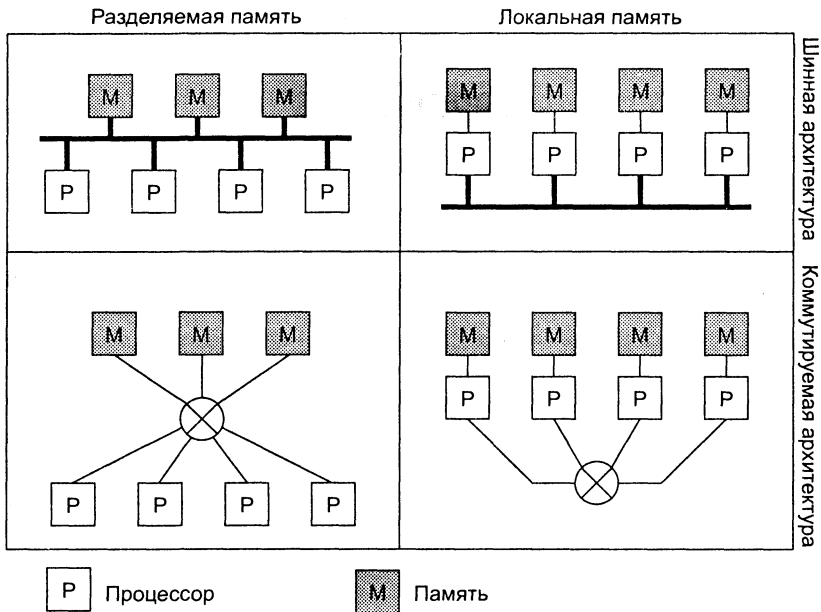 Разделяемая память
Локальная память
М М М
Р Р Р Р
М М М М
Р Р Р Р
Шинная архитектура
М М М
Р Р Р Р
М М М М
Р Р Р Р
Коммутируемая архитектура
Р Процессор
М Память